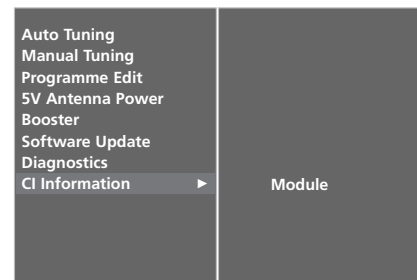 Auto Tuning
Manual Tuning
Programme Edit
5V Antenna Power
Booster
Software Update
Diagnostics
CI Information ►
Module